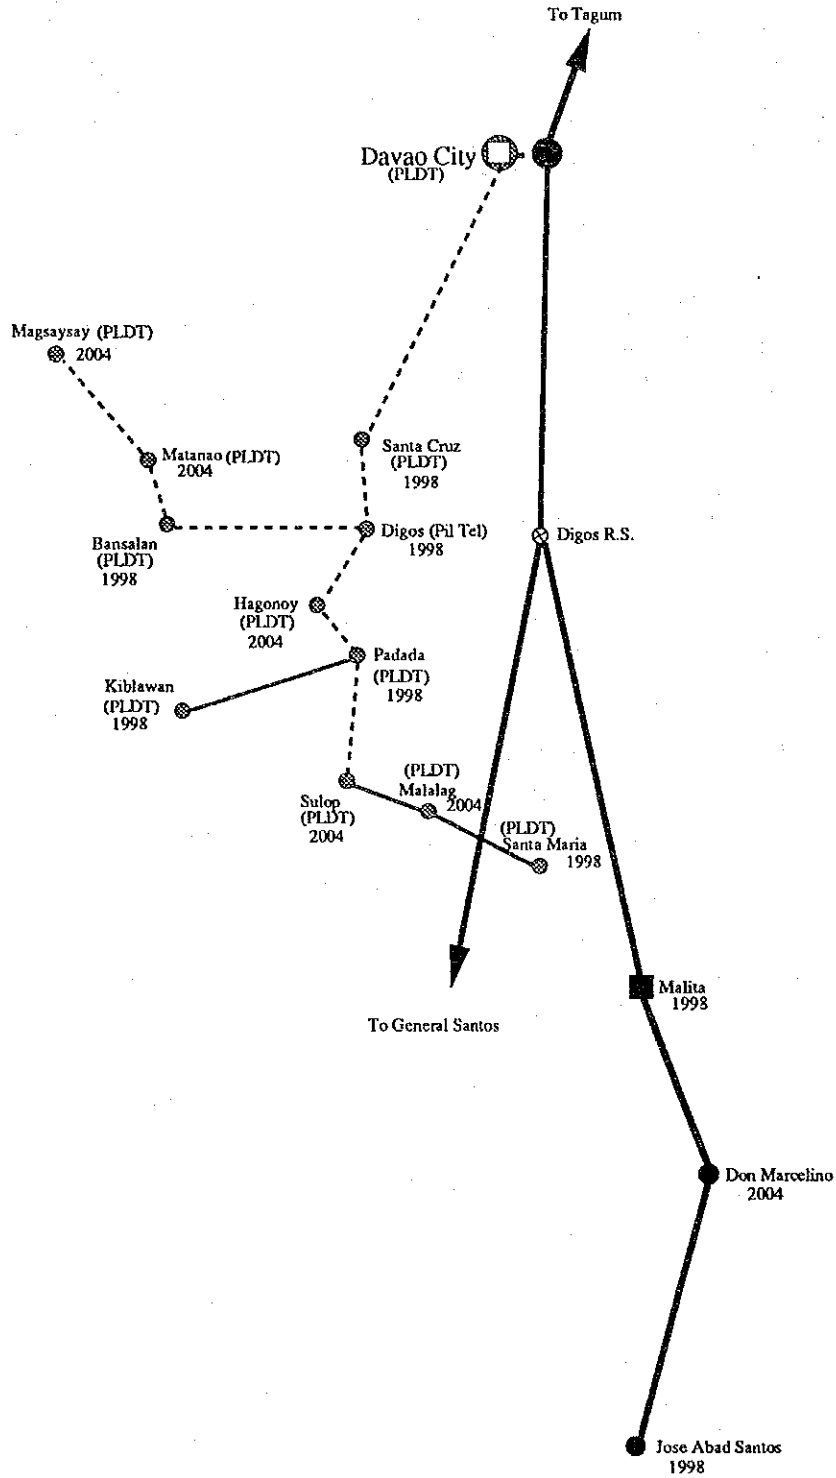 To Tagum
Davao City
(PLDT)
Magsaysay (PLDT)
2004
Matanao (PLDT)
2004
Santa Cruz
(PLDT)
1998
Bansalan
(PLDT)
1998
Digos (Pil Tel)
1998
Digos R.S.
Hagonoy
(PLDT)
2004
Padada
(PLDT)
1998
Kiblawan
(PLDT)
1998
Sulop
(PLDT)
2004
(PLDT)
Malalag
2004
(PLDT)
Santa Maria
1998
Malita
1998
To General Santos
Don Marcelino
2004
Jose Abad Santos
1998